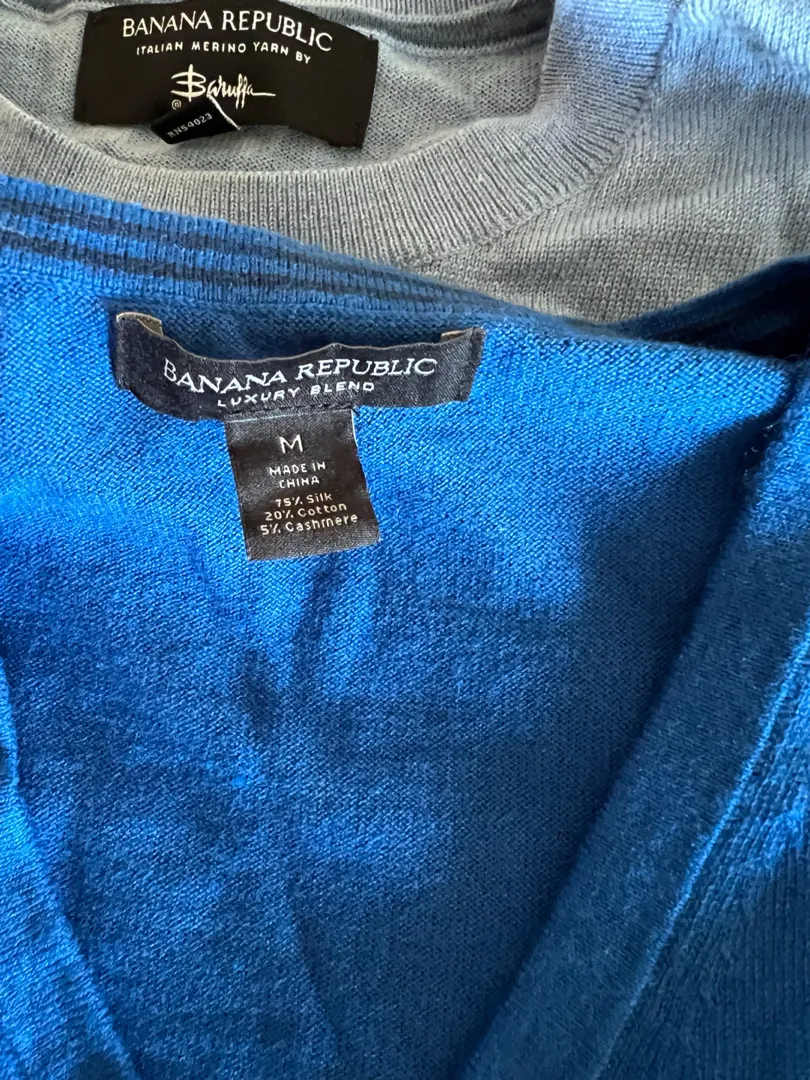 BANANA REPUBLIC
ITALIAN MERINO YARN BY
Baruffa
®
RN54023
BANANA REPUBLIC
LUXURY BLEND
M
MADE IN
CHINA
75% Silk
20% Cotton
5% Cashmere